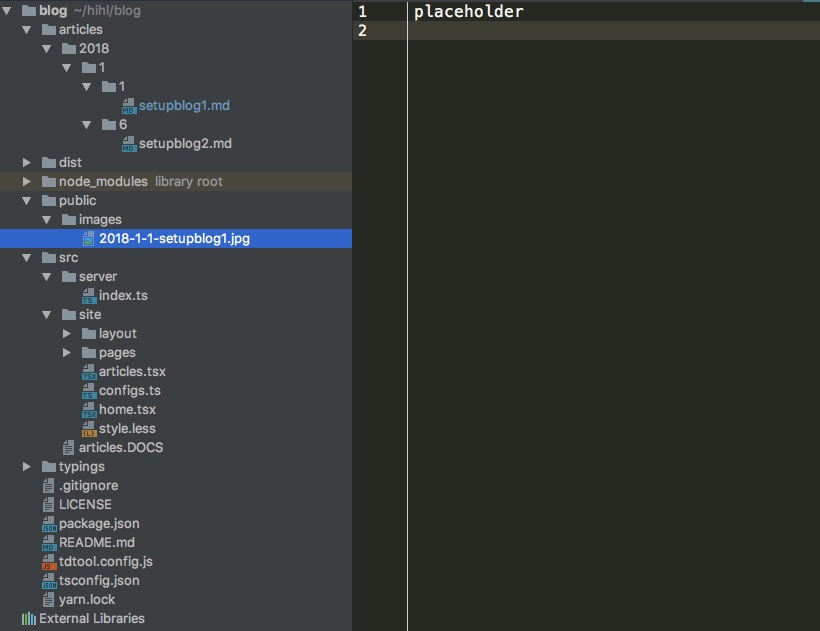 blog ~/hihl/blog
articles
2018
1
1
setupblog1.md
6
setupblog2.md
dist
node_modules library root
public
images
2018-1-1-setupblog1.jpg
src
server
index.ts
site
layout
pages
articles.tsx
configs.ts
home.tsx
style.less
articles.DOCS
typings
.gitignore
LICENSE
package.json
README.md
tdtool.config.js
tsconfig.json
yarn.lock
External Libraries
1 placeholder
2